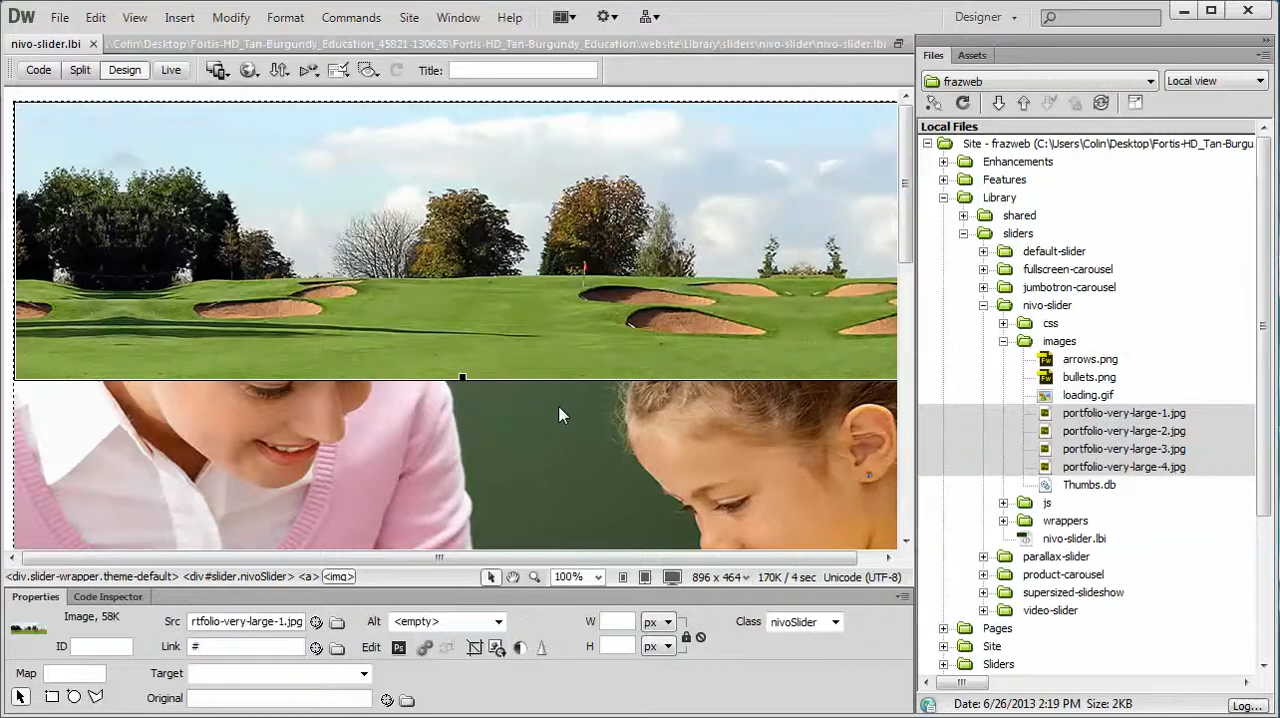 Dw File Edit View Insert Modify Format Commands Site Window Help Designer
nivo-slider.lbi s\Colin\Desktop\Fortis-HD_Tan-Burgundy_Education_45821-130626\Fortis-HD_Tan-Burgundy_Education\website\Library\sliders\nivo-slider\nivo-slider.lbi
Code Split Design Live Title:
Files Assets
frazweb Local view
Local Files
Site - frazweb (C:\Users\Colin\Desktop\Fortis-HD_Tan-Burgu
Enhancements
Features
Library
shared
sliders
default-slider
fullscreen-carousel
jumbotron-carousel
nivo-slider
css
images
arrows.png
bullets.png
loading.gif
portfolio-very-large-1.jpg
portfolio-very-large-2.jpg
portfolio-very-large-3.jpg
portfolio-very-large-4.jpg
Thumbs.db
js
wrappers
nivo-slider.lbi
parallax-slider
product-carousel
supersized-slideshow
video-slider
Pages
Site
Sliders
<div.slider-wrapper.theme-default> <div#slider.nivoSlider> <a> <img> 100% 896 x 464 170K / 4 sec Unicode (UTF-8)
Properties Code Inspector
Image, 58K Src rtfolio-very-large-1.jpg Alt <empty> W px Class nivoSlider
ID Link # Edit Ps H px
Map Target
Original
Date: 6/26/2013 2:19 PM Size: 2KB Log...